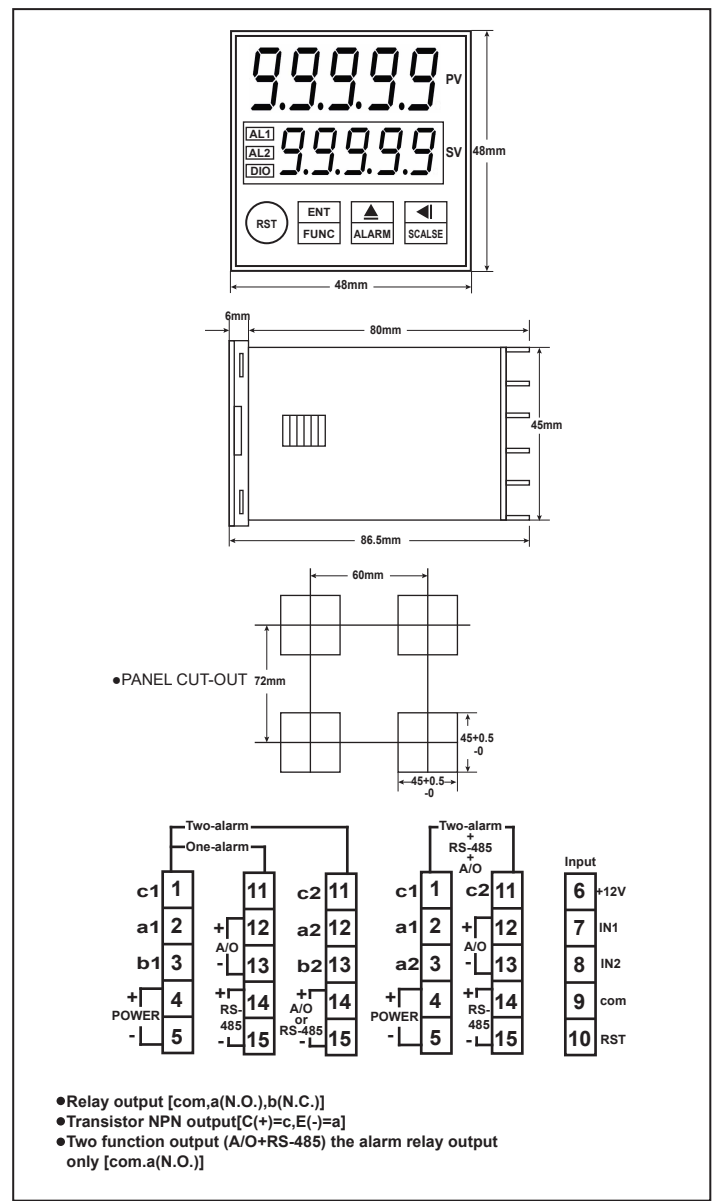 9.9.9.9.9 PV
AL1
AL2
DIO
9.9.9.9.9 SV
48mm
RST
ENT
FUNC
ALARM
SCALSE
48mm
6mm
80mm
45mm
86.5mm
60mm
●PANEL CUT-OUT 72mm
45+0.5
-0
45+0.5
-0
Two-alarm
One-alarm
c1 1
a1 2
b1 3
+ 4
POWER
- 5
11
+ 12
A/O
- 13
+ 14
RS-
485
- 15
c2 11
a2 12
b2 13
+ 14
A/O
or
RS-485
- 15
Two-alarm
+
RS-485
+
A/O
c1 1
a1 2
a2 3
+ 4
POWER
- 5
c2 11
+ 12
A/O
- 13
+ 14
RS-
485
- 15
Input
6 +12V
7 IN1
8 IN2
9 com
10 RST
●Relay output [com,a(N.O.),b(N.C.)]
●Transistor NPN output[C(+)=c,E(-)=a]
●Two function output (A/O+RS-485) the alarm relay output
only [com.a(N.O.)]